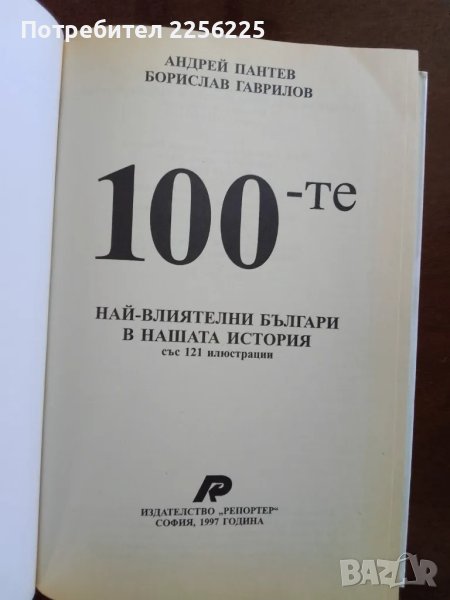 Потребител 2256225
АНДРЕЙ ПАНТЕВ
БОРИСЛАВ ГАВРИЛОВ
100-те
НАЙ-ВЛИЯТЕЛНИ БЪЛГАРИ
В НАШАТА ИСТОРИЯ
със 121 илюстрации
ИЗДАТЕЛСТВО „РЕПОРТЕР“
СОФИЯ, 1997 ГОДИНА
BAZAR